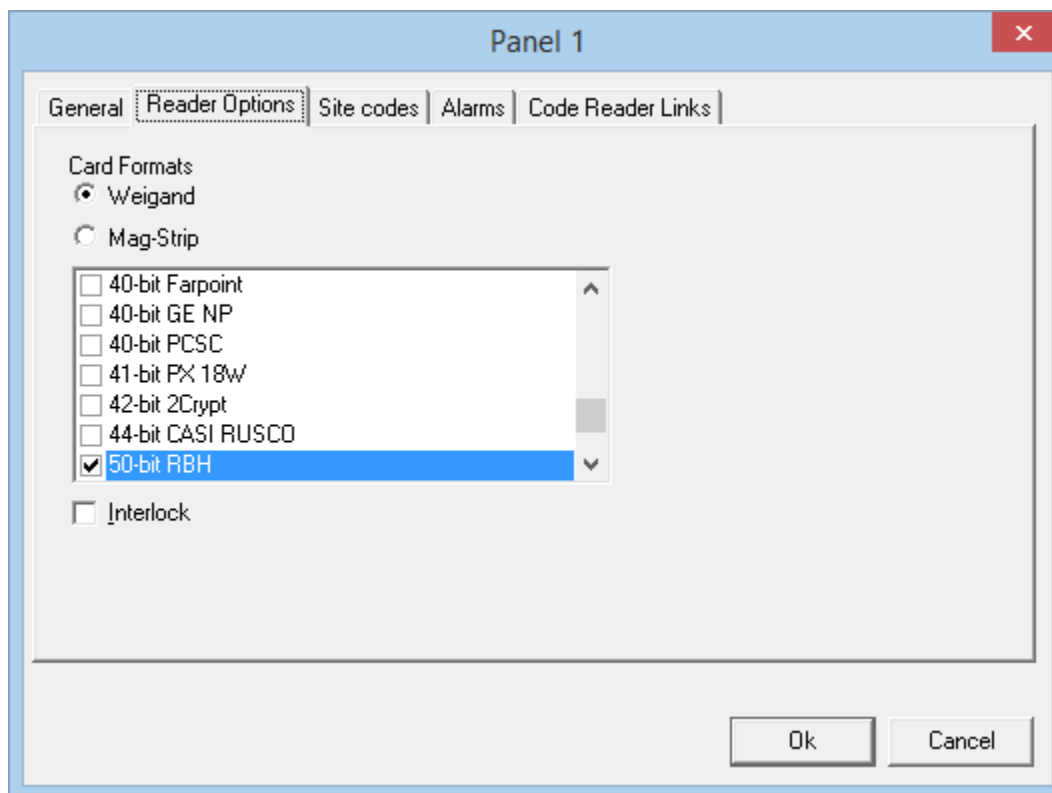 Panel 1
General Reader Options Site codes Alarms Code Reader Links
Card Formats
Weigand
Mag-Strip
40-bit Farpoint
40-bit GE NP
40-bit PCSC
41-bit PX 18W
42-bit 2Crypt
44-bit CASI RUSCO
50-bit RBH
Interlock
Ok Cancel